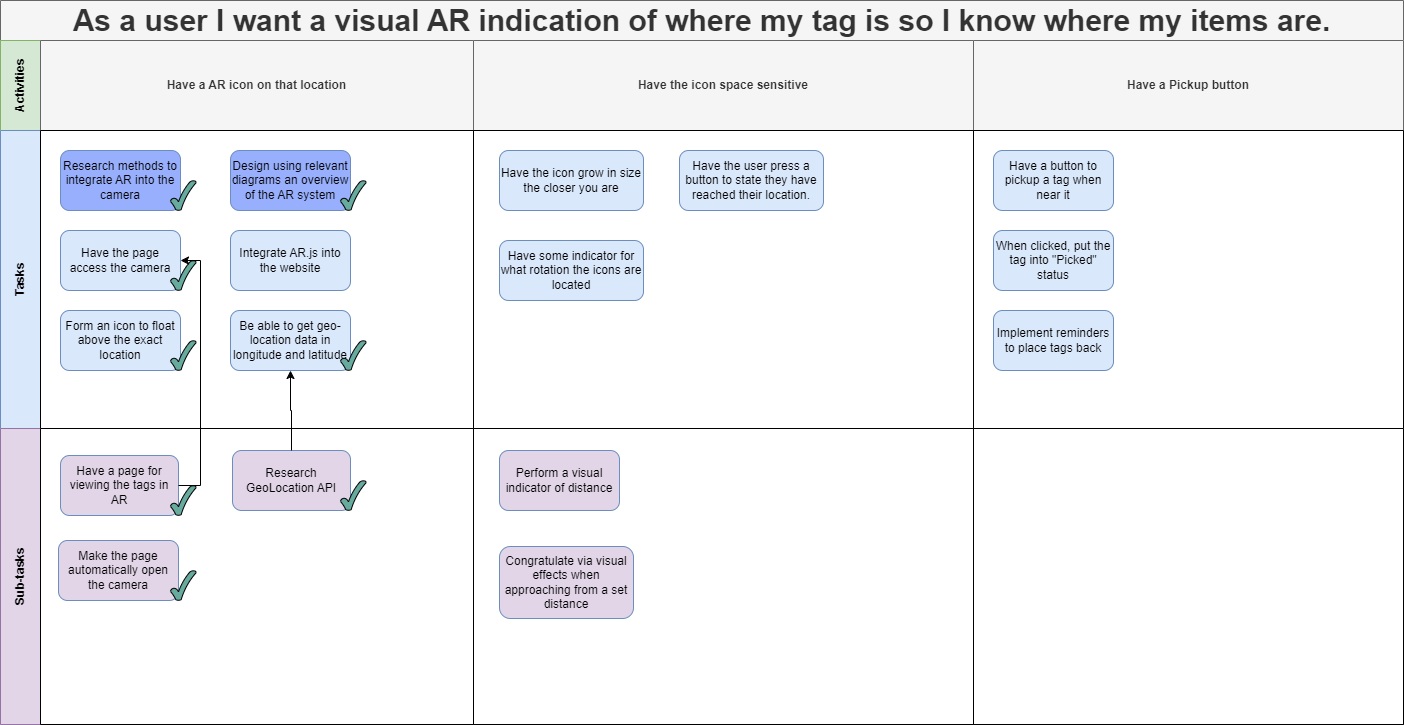 As a user I want a visual AR indication of where my tag is so I know where my items are.
Activities
Have a AR icon on that location
Have the icon space sensitive
Have a Pickup button
Tasks
Research methods to
integrate AR into the
camera
Design using relevant
diagrams an overview
of the AR system
Have the page
access the camera
Integrate AR.js into
the website
Form an icon to float
above the exact
location
Be able to get geo-
location data in
longitude and latitude
Have the icon grow in size
the closer you are
Have the user press a
button to state they have
reached their location.
Have some indicator for
what rotation the icons are
located
Have a button to
pickup a tag when
near it
When clicked, put the
tag into "Picked"
status
Implement reminders
to place tags back
Sub-tasks
Have a page for
viewing the tags in
AR
Research
GeoLocation API
Make the page
automatically open
the camera
Perform a visual
indicator of distance
Congratulate via visual
effects when
approaching from a set
distance